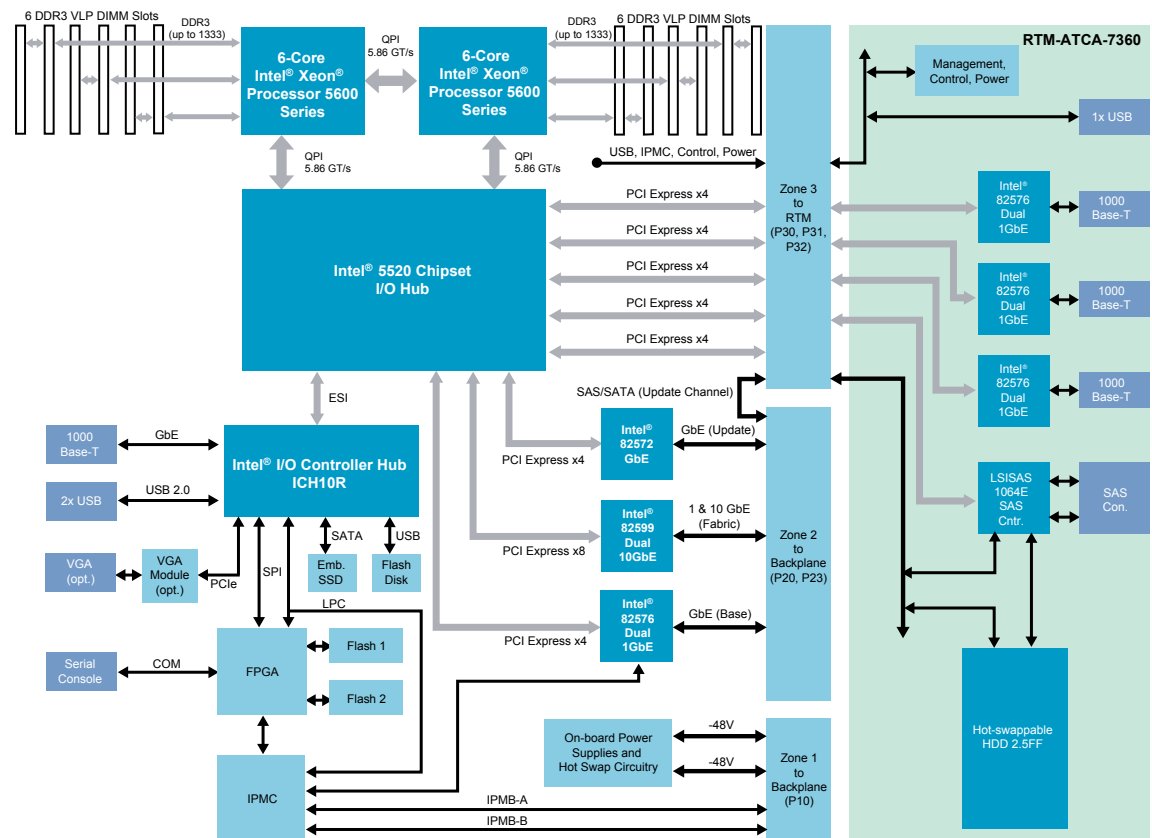 6 DDR3 VLP DIMM Slots
DDR3
(up to 1333)
QPI
5.86 GT/s
DDR3
(up to 1333)
6 DDR3 VLP DIMM Slots
6-Core
Intel® Xeon®
Processor 5600
Series
6-Core
Intel® Xeon®
Processor 5600
Series
RTM-ATCA-7360
Management,
Control, Power
1x USB
QPI
5.86 GT/s
QPI
5.86 GT/s
USB, IPMC, Control, Power
Zone 3
to
RTM
(P30, P31,
P32)
Intel® 5520 Chipset
I/O Hub
PCI Express x4
PCI Express x4
PCI Express x4
PCI Express x4
PCI Express x4
Intel®
82576
Dual
1GbE
1000
Base-T
Intel®
82576
Dual
1GbE
1000
Base-T
Intel®
82576
Dual
1GbE
1000
Base-T
ESI
SAS/SATA (Update Channel)
1000
Base-T
GbE
Intel® I/O Controller Hub
ICH10R
2x USB
USB 2.0
PCI Express x4
Intel®
82572
GbE
GbE (Update)
LSISAS
1064E
SAS
Cntr.
SAS
Con.
VGA
(opt.)
VGA
Module
(opt.)
PCIe
SPI
SATA
USB
Emb.
SSD
Flash
Disk
LPC
PCI Express x8
Intel®
82599
Dual
10GbE
1 & 10 GbE
(Fabric)
Zone 2
to
Backplane
(P20, P23)
PCI Express x4
Intel®
82576
Dual
1GbE
GbE (Base)
Serial
Console
COM
FPGA
Flash 1
Flash 2
Hot-swappable
HDD 2.5FF
On-board Power
Supplies and
Hot Swap Circuitry
-48V
-48V
Zone 1
to
Backplane
(P10)
IPMC
IPMB-A
IPMB-B